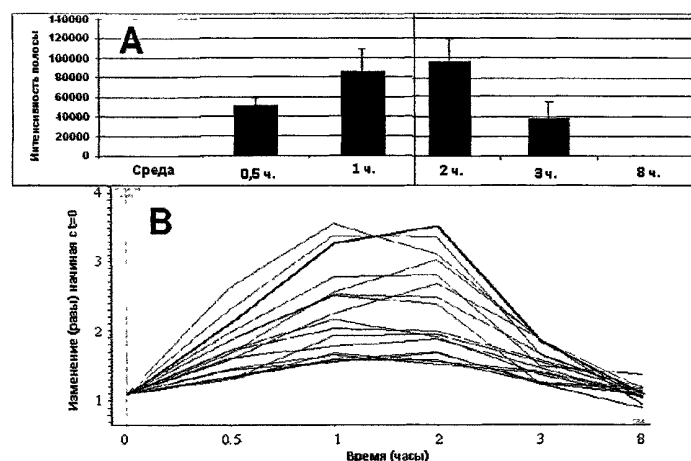 140000
120000
100000
80000
60000
40000
20000
0
Интенсивность полосы
A
Среда 0,5 ч. 1 ч. 2 ч. 3 ч. 8 ч.
B
4
3
2
1
Изменение (разы) начиная с t=0
0 0.5 1 2 3 8
Время (часы)